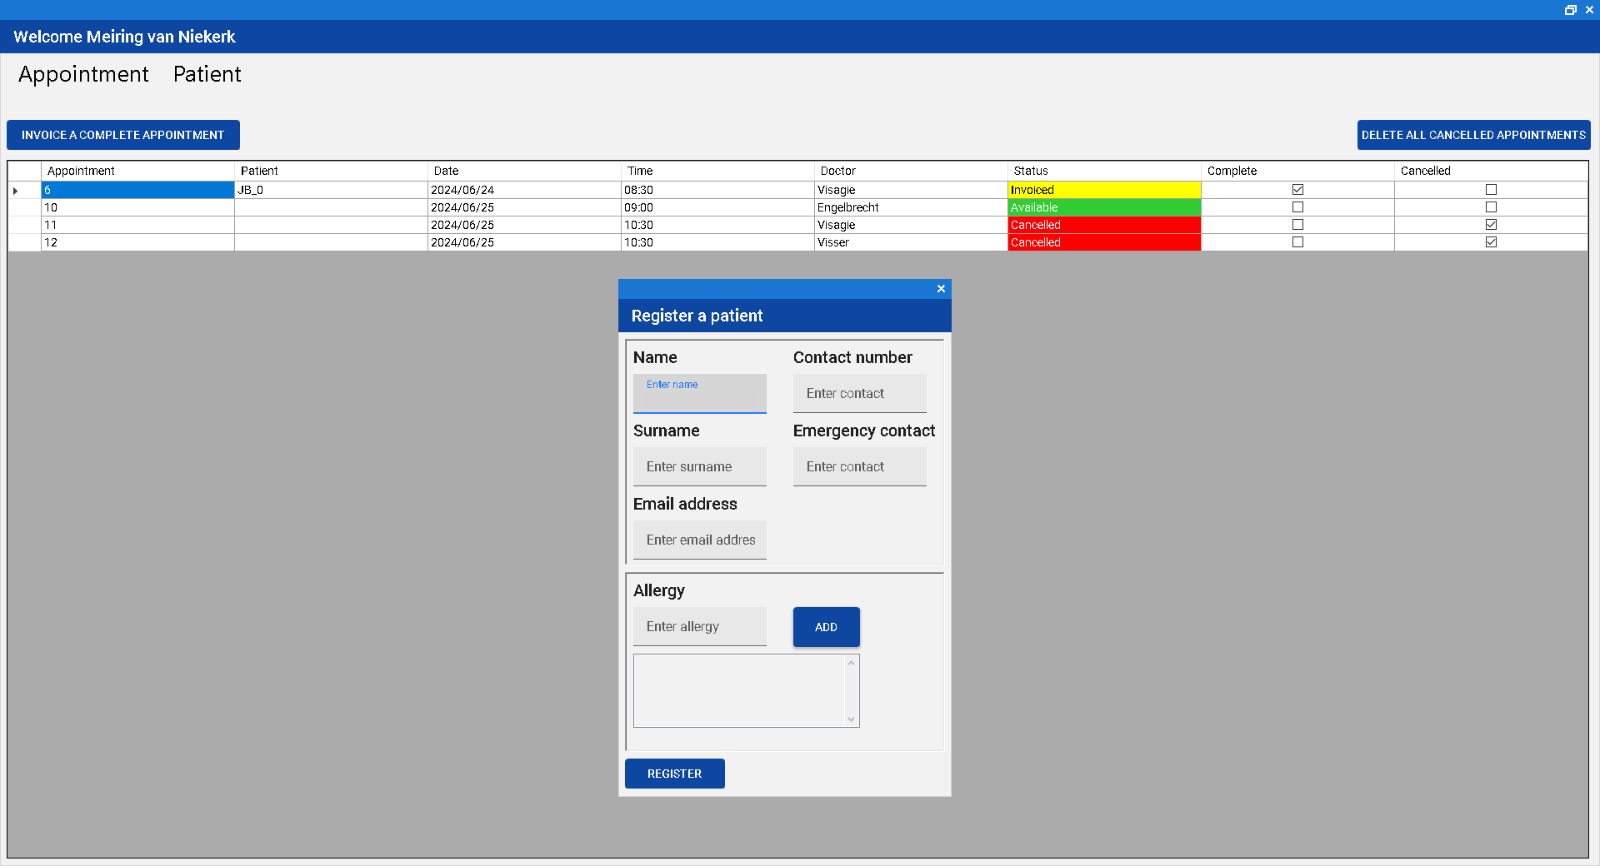 Welcome Meiring van Niekerk
Appointment Patient
INVOICE A COMPLETE APPOINTMENT DELETE ALL CANCELLED APPOINTMENTS
Appointment Patient Date Time Doctor Status Complete Cancelled
6 JB_0 2024/06/24 08:30 Visagie Invoiced
10 2024/06/25 09:00 Engelbrecht Available
11 2024/06/25 10:30 Visagie Cancelled
12 2024/06/25 10:30 Visser Cancelled
Register a patient
Name Contact number
Enter name Enter contact
Surname Emergency contact
Enter surname Enter contact
Email address
Enter email addres
Allergy
Enter allergy ADD
REGISTER